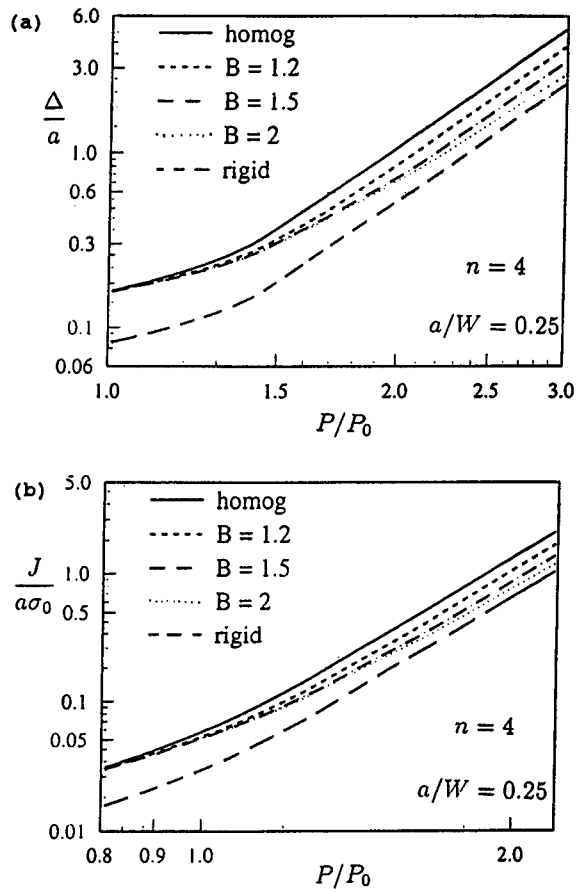 (a)
6.0
3.0
1.0
0.6
0.3
0.1
0.06
Δ
a
homog
B = 1.2
B = 1.5
B = 2
rigid
n = 4
a/W = 0.25
1.0
1.5
2.0
2.5
3.0
P/P₀
(b)
5.0
1.0
0.5
0.1
0.05
0.01
J
aσ₀
homog
B = 1.2
B = 1.5
B = 2
rigid
n = 4
a/W = 0.25
0.8
0.9
1.0
2.0
P/P₀